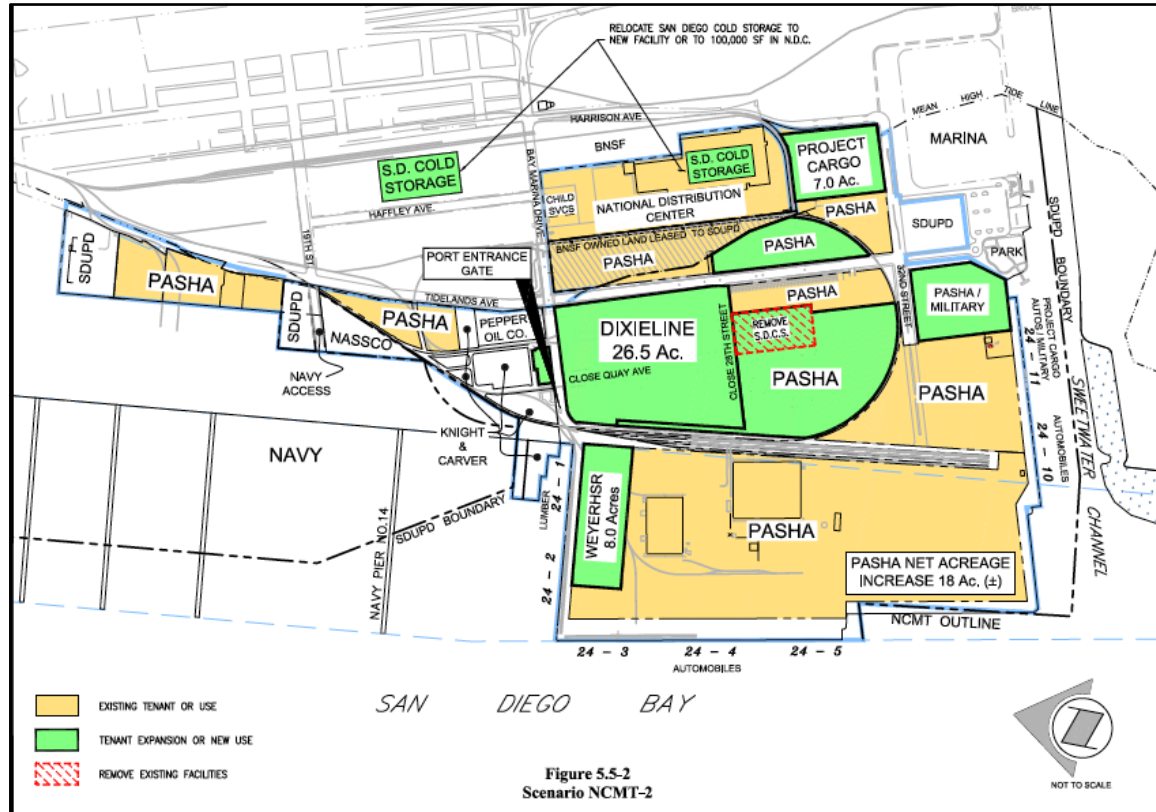 BRIDGE
RELOCATE SAN DIEGO COLD STORAGE TO
NEW FACILITY OR TO 100,000 SF IN N.D.C.
MEAN HIGH TIDE LINE
HARRISON AVE
BNSF
MARINA
PROJECT
CARGO
7.0 Ac.
S.D. COLD
STORAGE
S.D. COLD
STORAGE
BAY MARINA DRIVE
CHILD
SVCS
NATIONAL DISTRIBUTION
CENTER
HAFFLEY AVE.
PASHA
SDUPD
SDUPD
19TH ST.
BNSF OWNED LAND LEASED TO SDUPD
PASHA
PASHA
PARK
SDUPD BOUNDARY
PORT ENTRANCE
GATE
PASHA
TIDELANDS AVE
PASHA
32ND STREET
PASHA /
MILITARY
SDUPD
NASSCO
PASHA
PEPPER
OIL CO.
DIXIELINE
26.5 Ac.
CLOSE 28TH STREET
REMOVE
S.D.C.S.
PROJECT CARGO
AUTOS / MILITARY
24 - 11
CLOSE QUAY AVE
NAVY
ACCESS
PASHA
PASHA
AUTOMOBILES
24 - 10
SWEETWATER
CHANNEL
KNIGHT
&
CARVER
NAVY
NAVY PIER NO.14
SDUPD BOUNDARY
LUMBER
24 - 1
24 - 2
WEYERHSR
8.0 Acres
PASHA
PASHA NET ACREAGE
INCREASE 18 Ac. (±)
NCMT OUTLINE
24 - 3
24 - 4
24 - 5
AUTOMOBILES
SAN DIEGO BAY
EXISTING TENANT OR USE
TENANT EXPANSION OR NEW USE
REMOVE EXISTING FACILITIES
NOT TO SCALE
Figure 5.5-2
Scenario NCMT-2